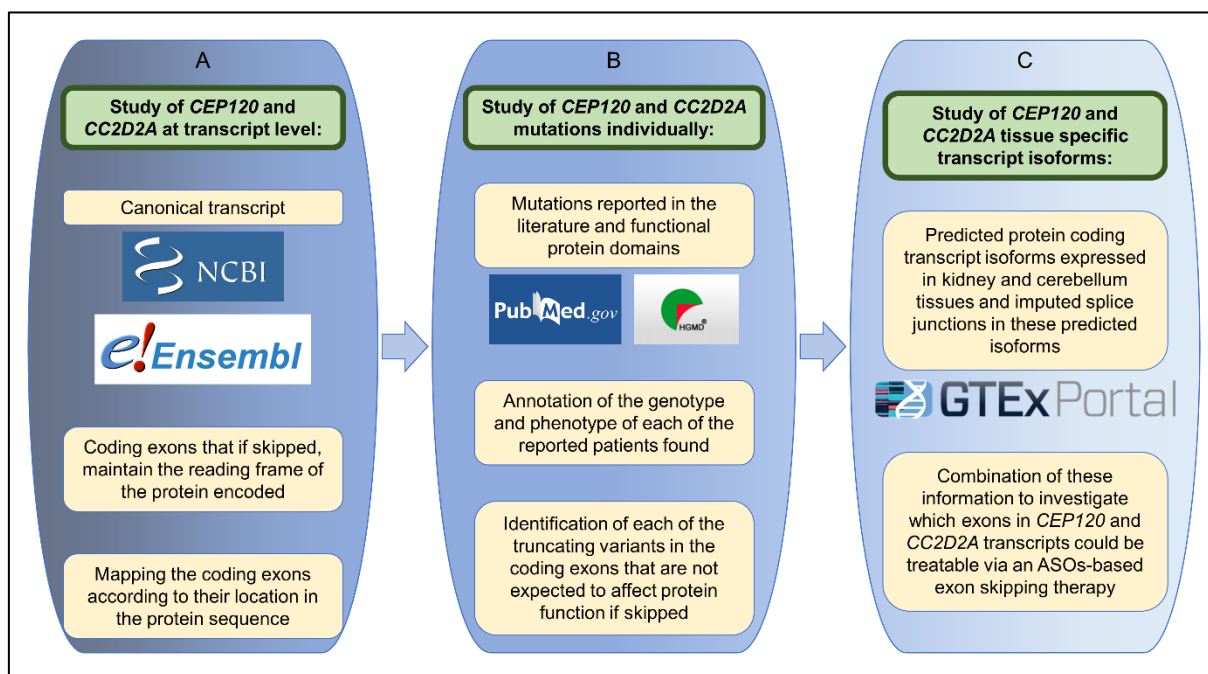 A
Study of CEP120 and
CC2D2A at transcript level:
Canonical transcript
NCBI
e!Ensembl
Coding exons that if skipped,
maintain the reading frame of
the protein encoded
Mapping the coding exons
according to their location in
the protein sequence
B
Study of CEP120 and CC2D2A
mutations individually:
Mutations reported in the
literature and functional
protein domains
PubMed.gov
HGMD®
Annotation of the genotype
and phenotype of each of the
reported patients found
Identification of each of the
truncating variants in the
coding exons that are not
expected to affect protein
function if skipped
C
Study of CEP120 and
CC2D2A tissue specific
transcript isoforms:
Predicted protein coding
transcript isoforms expressed
in kidney and cerebellum
tissues and imputed splice
junctions in these predicted
isoforms
GTExPortal
Combination of these
information to investigate
which exons in CEP120 and
CC2D2A transcripts could be
treatable via an ASOs-based
exon skipping therapy